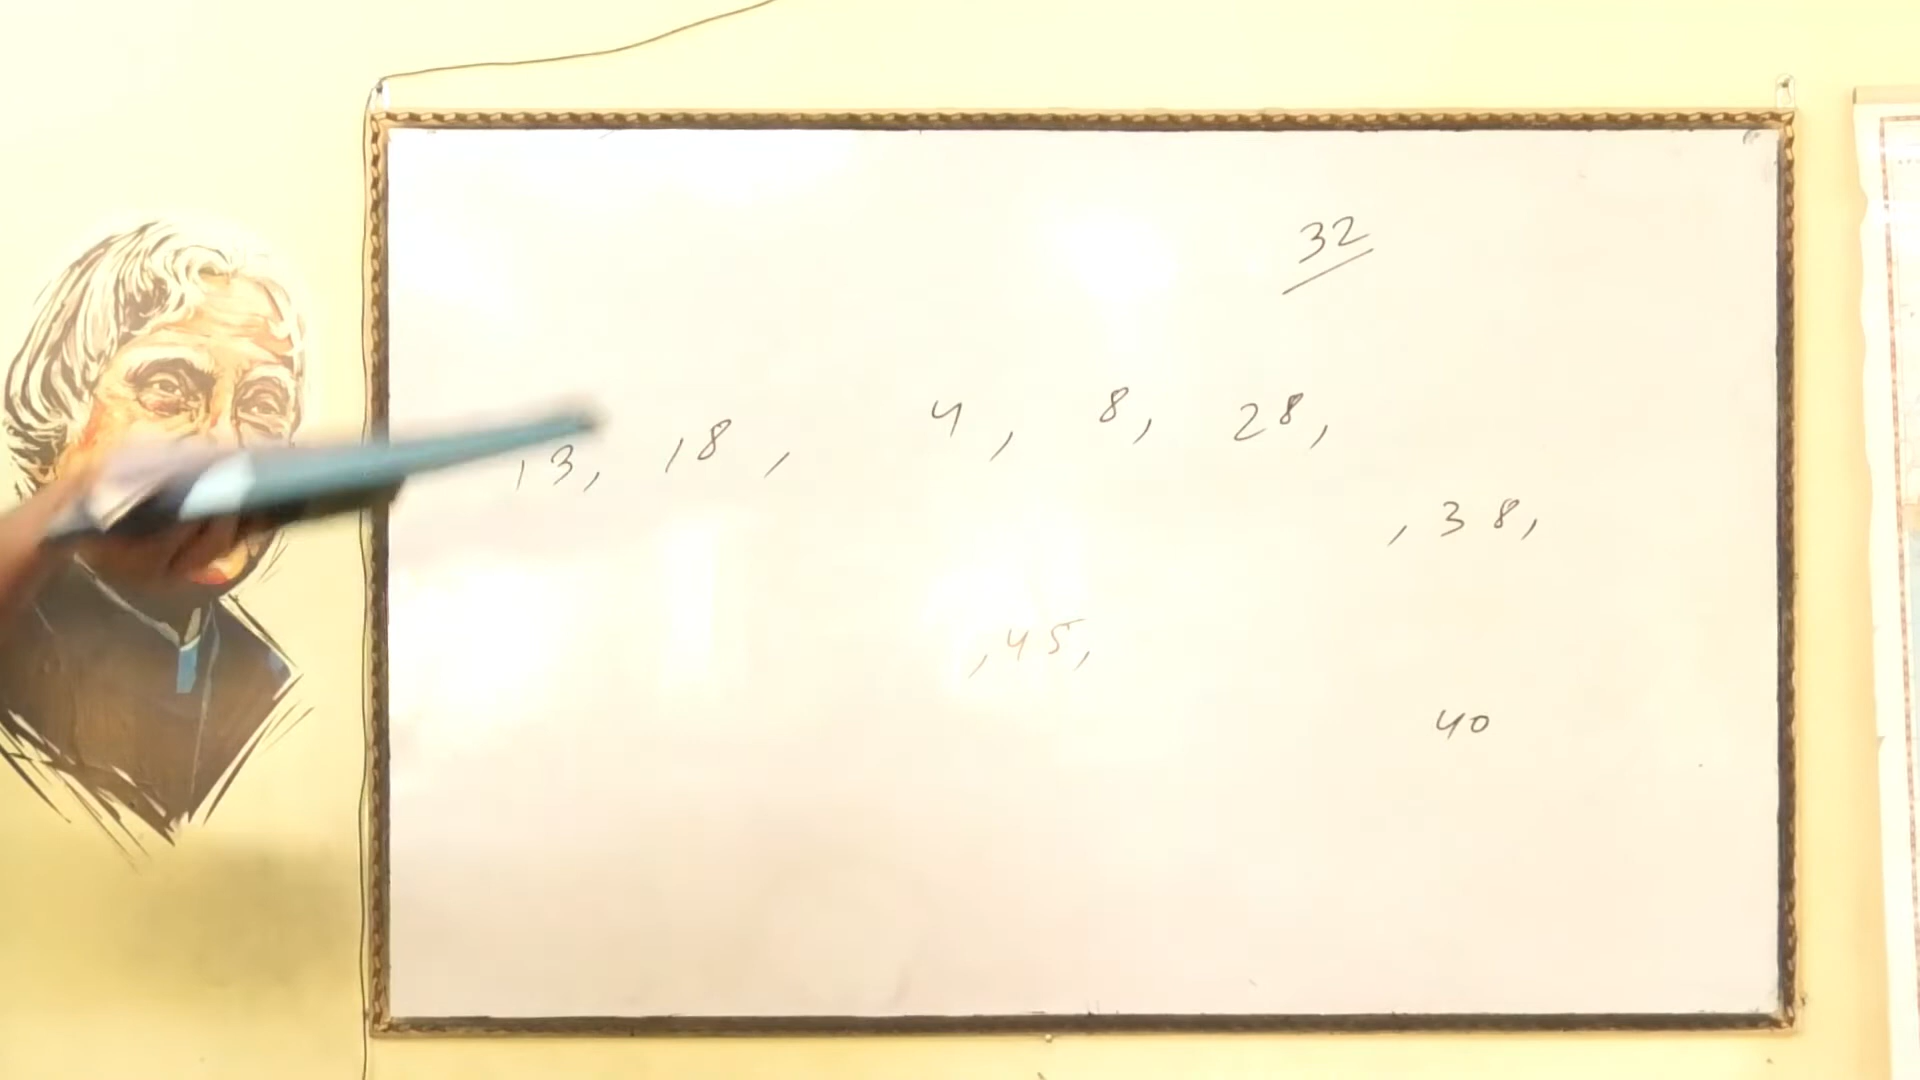 32
13, 18, 4, 8, 28,
, 38,
, 45,
40